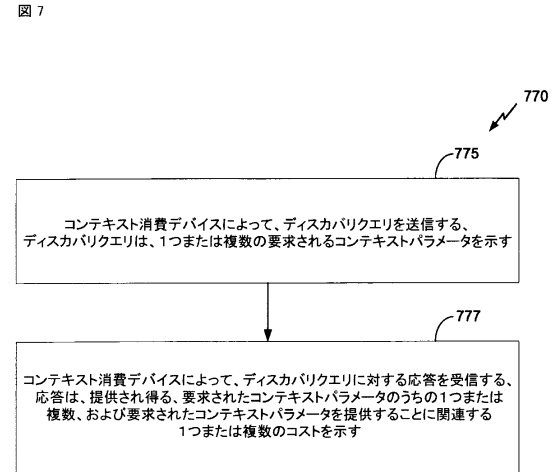 図 7
770
775
コンテキスト消費デバイスによって、ディスカバリクエリを送信する、
ディスカバリクエリは、1つまたは複数の要求されるコンテキストパラメータを示す
777
コンテキスト消費デバイスによって、ディスカバリクエリに対する応答を受信する、
応答は、提供され得る、要求されたコンテキストパラメータのうちの1つまたは
複数、および要求されたコンテキストパラメータを提供することに関連する
1つまたは複数のコストを示す